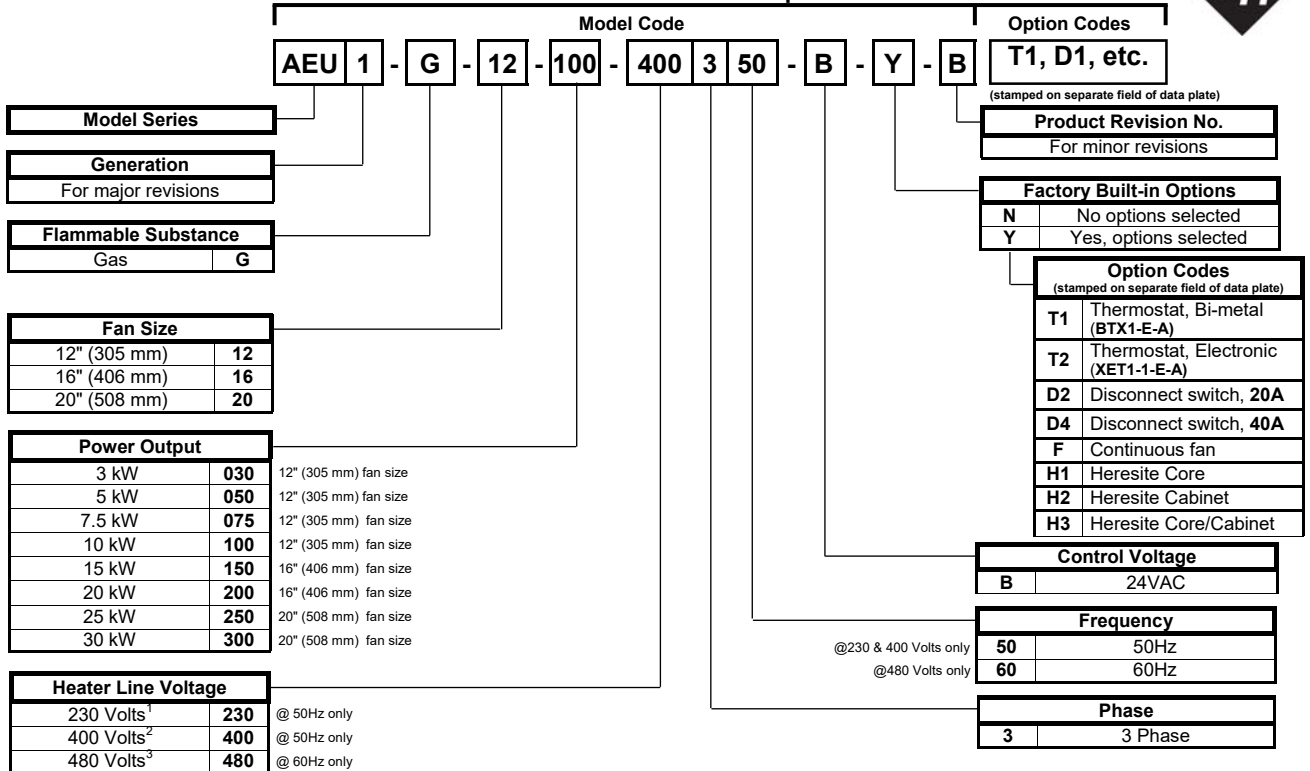 Model Code
Option Codes
AEU 1 - G - 12 - 100 - 400 3 50 - B - Y - B T1, D1, etc.
(stamped on separate field of data plate)
Model Series
Generation
For major revisions
Flammable Substance
Gas G
Fan Size
12" (305 mm) 12
16" (406 mm) 16
20" (508 mm) 20
Power Output
3 kW 030 12" (305 mm) fan size
5 kW 050 12" (305 mm) fan size
7.5 kW 075 12" (305 mm) fan size
10 kW 100 12" (305 mm) fan size
15 kW 150 16" (406 mm) fan size
20 kW 200 16" (406 mm) fan size
25 kW 250 20" (508 mm) fan size
30 kW 300 20" (508 mm) fan size
Heater Line Voltage
230 Volts¹ 230 @ 50Hz only
400 Volts² 400 @ 50Hz only
480 Volts³ 480 @ 60Hz only
Product Revision No.
For minor revisions
Factory Built-in Options
N No options selected
Y Yes, options selected
Option Codes
(stamped on separate field of data plate)
T1 Thermostat, Bi-metal
(BTX1-E-A)
T2 Thermostat, Electronic
(XET1-1-E-A)
D2 Disconnect switch, 20A
D4 Disconnect switch, 40A
F Continuous fan
H1 Heresite Core
H2 Heresite Cabinet
H3 Heresite Core/Cabinet
Control Voltage
B 24VAC
Frequency
@230 & 400 Volts only 50 50Hz
@480 Volts only 60 60Hz
Phase
3 3 Phase